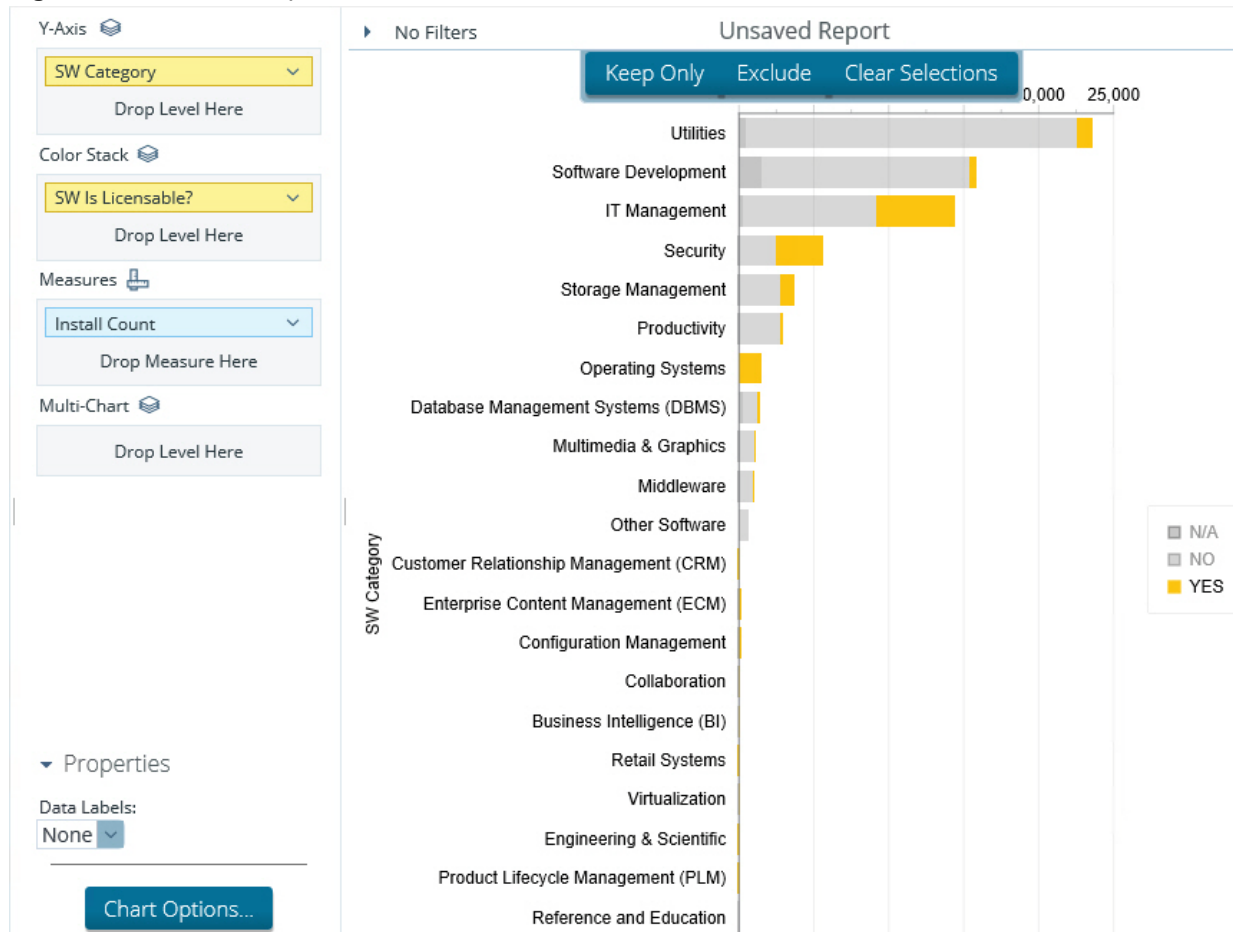 Y-Axis
SW Category
Drop Level Here
Color Stack
SW Is Licensable?
Drop Level Here
Measures
Install Count
Drop Measure Here
Multi-Chart
Drop Level Here
Properties
Data Labels:
None
Chart Options...
No Filters
Unsaved Report
Keep Only Exclude Clear Selections
0,000 25,000
Utilities
Software Development
IT Management
Security
Storage Management
Productivity
Operating Systems
Database Management Systems (DBMS)
Multimedia & Graphics
Middleware
Other Software
Customer Relationship Management (CRM)
Enterprise Content Management (ECM)
Configuration Management
Collaboration
Business Intelligence (BI)
Retail Systems
Virtualization
Engineering & Scientific
Product Lifecycle Management (PLM)
Reference and Education
SW Category
N/A
NO
YES